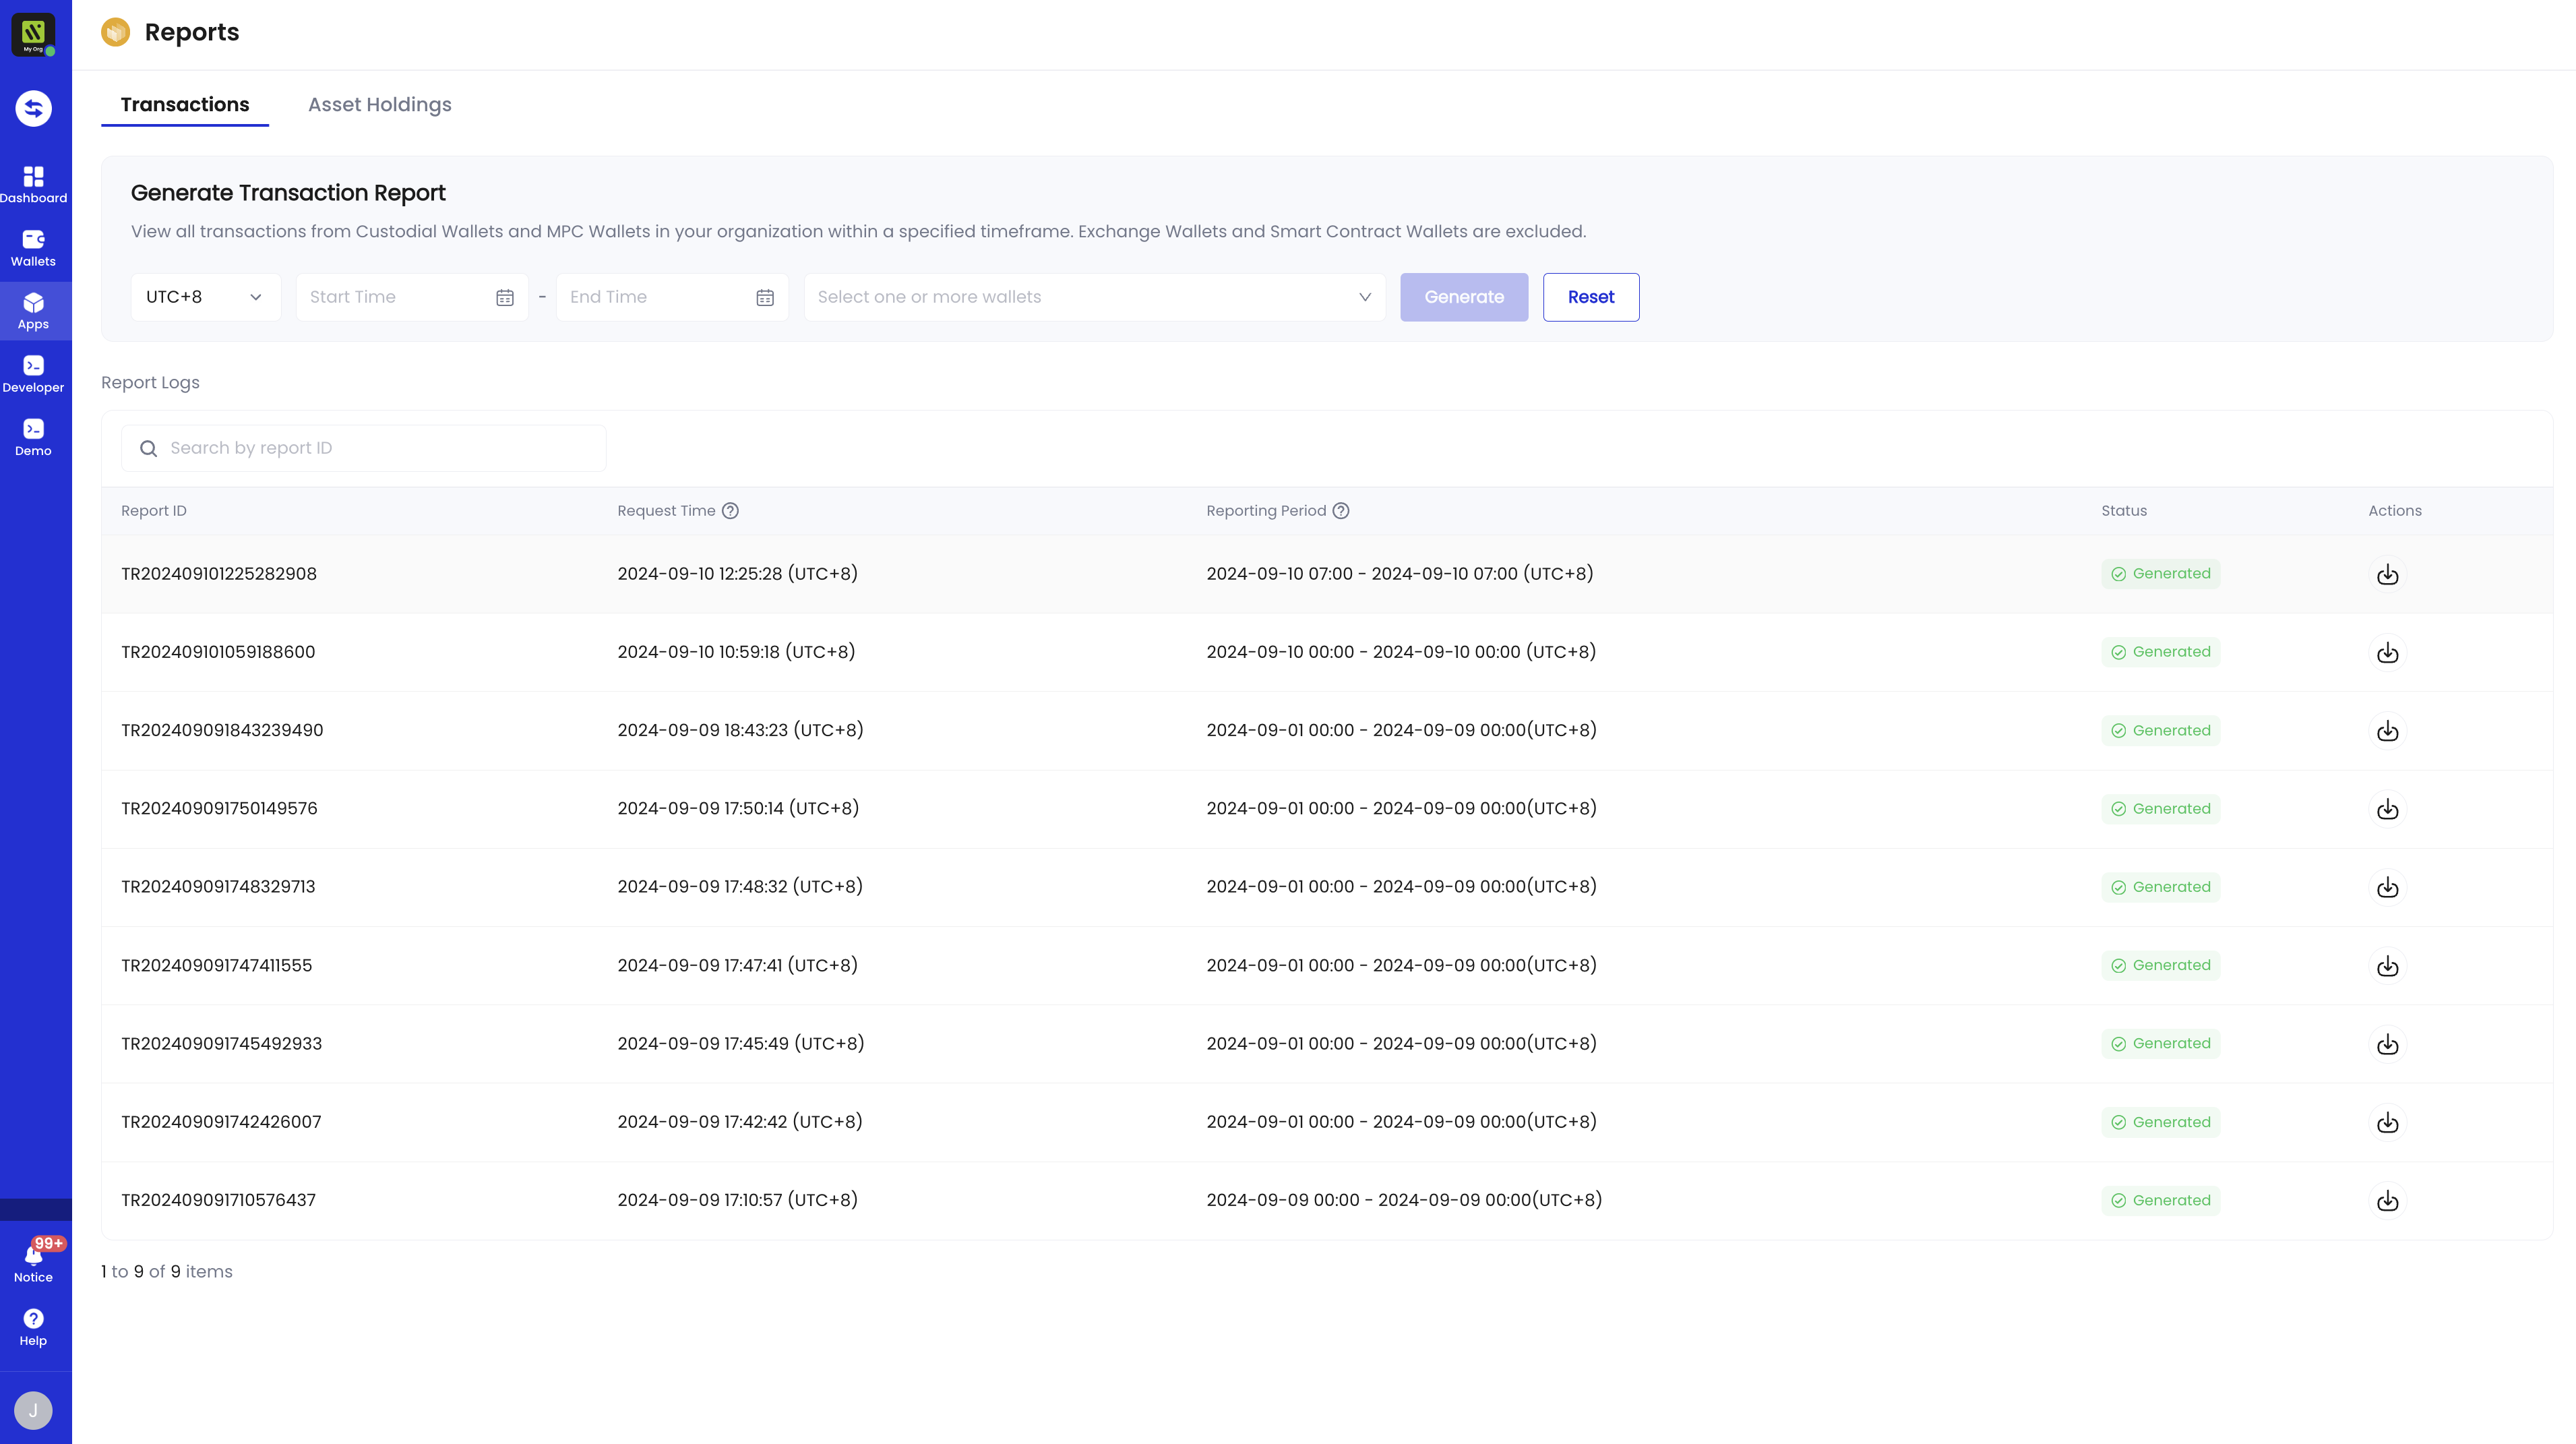 My Org
Reports
Transactions
Asset Holdings
Dashboard
Wallets
Apps
Developer
Demo
Generate Transaction Report
View all transactions from Custodial Wallets and MPC Wallets in your organization within a specified timeframe. Exchange Wallets and Smart Contract Wallets are excluded.
UTC+8 Start Time - End Time Select one or more wallets Generate Reset
Report Logs
Search by report ID
Report ID Request Time ? Reporting Period ? Status Actions
TR202409101225282908 2024-09-10 12:25:28 (UTC+8) 2024-09-10 07:00 - 2024-09-10 07:00 (UTC+8) Generated
TR202409101059188600 2024-09-10 10:59:18 (UTC+8) 2024-09-10 00:00 - 2024-09-10 00:00 (UTC+8) Generated
TR202409091843239490 2024-09-09 18:43:23 (UTC+8) 2024-09-01 00:00 - 2024-09-09 00:00(UTC+8) Generated
TR202409091750149576 2024-09-09 17:50:14 (UTC+8) 2024-09-01 00:00 - 2024-09-09 00:00(UTC+8) Generated
TR202409091748329713 2024-09-09 17:48:32 (UTC+8) 2024-09-01 00:00 - 2024-09-09 00:00(UTC+8) Generated
TR202409091747411555 2024-09-09 17:47:41 (UTC+8) 2024-09-01 00:00 - 2024-09-09 00:00(UTC+8) Generated
TR202409091745492933 2024-09-09 17:45:49 (UTC+8) 2024-09-01 00:00 - 2024-09-09 00:00(UTC+8) Generated
TR202409091742426007 2024-09-09 17:42:42 (UTC+8) 2024-09-01 00:00 - 2024-09-09 00:00(UTC+8) Generated
TR202409091710576437 2024-09-09 17:10:57 (UTC+8) 2024-09-09 00:00 - 2024-09-09 00:00(UTC+8) Generated
1 to 9 of 9 items
99+
Notice
?
Help
J